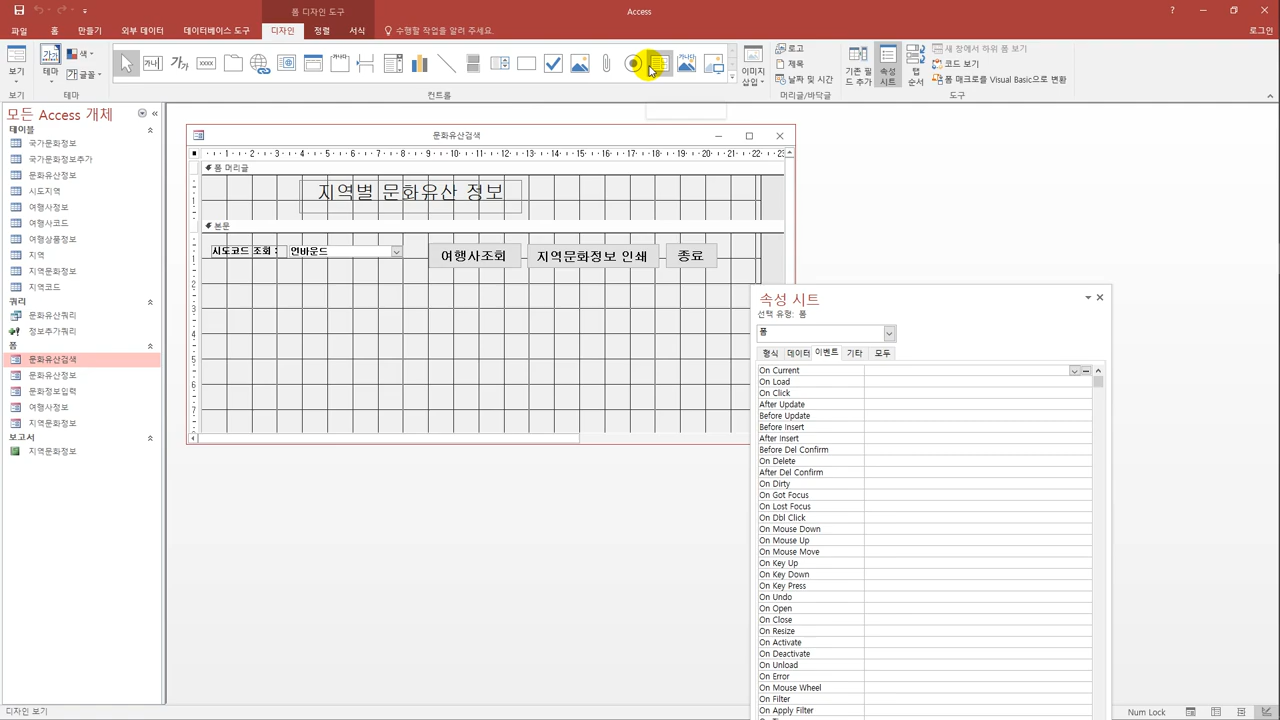 Access
폼 디자인 도구
로그인
파일 홈 만들기 외부 데이터 데이터베이스 도구 디자인 정렬 서식 수행할 작업을 알려 주세요.
보기
테마
색
글꼴
이미지 삽입
로고
제목
날짜 및 시간
기존 필드 추가
속성 시트
탭 순서
새 창에서 하위 폼 보기
코드 보기
폼 매크로를 Visual Basic으로 변환
보기 테마 컨트롤 머리글/바닥글 도구
모든 Access 개체
테이블
국가문화정보
국가문화정보추가
문화유산정보
시도지역
여행사정보
여행사코드
여행상품정보
지역
지역문화정보
지역코드
쿼리
문화유산쿼리
정보추가쿼리
폼
문화유산검색
문화유산정보
문화정보입력
여행사정보
지역문화정보
보고서
지역문화정보
문화유산검색
폼 머리글
지역별 문화유산 정보
본문
시도코드 조회 : 언바운드 여행사조회 지역문화정보 인쇄 종료
속성 시트
선택 유형: 폼
폼
형식 데이터 이벤트 기타 모두
On Current
On Load
On Click
After Update
Before Update
Before Insert
After Insert
Before Del Confirm
On Delete
After Del Confirm
On Dirty
On Got Focus
On Lost Focus
On Dbl Click
On Mouse Down
On Mouse Up
On Mouse Move
On Key Up
On Key Down
On Key Press
On Undo
On Open
On Close
On Resize
On Activate
On Deactivate
On Unload
On Error
On Mouse Wheel
On Filter
On Apply Filter
디자인 보기
Num Lock